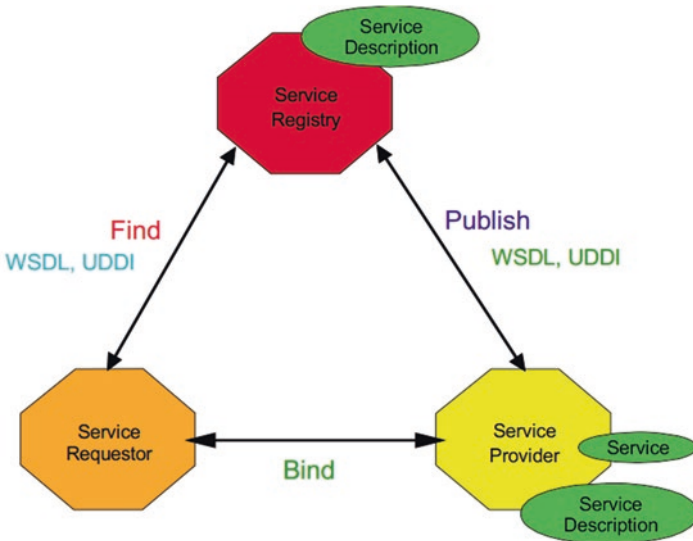 Service
Description
Service
Registry
Find
WSDL, UDDI
Publish
WSDL, UDDI
Service
Requestor
Bind
Service
Provider
Service
Service
Description